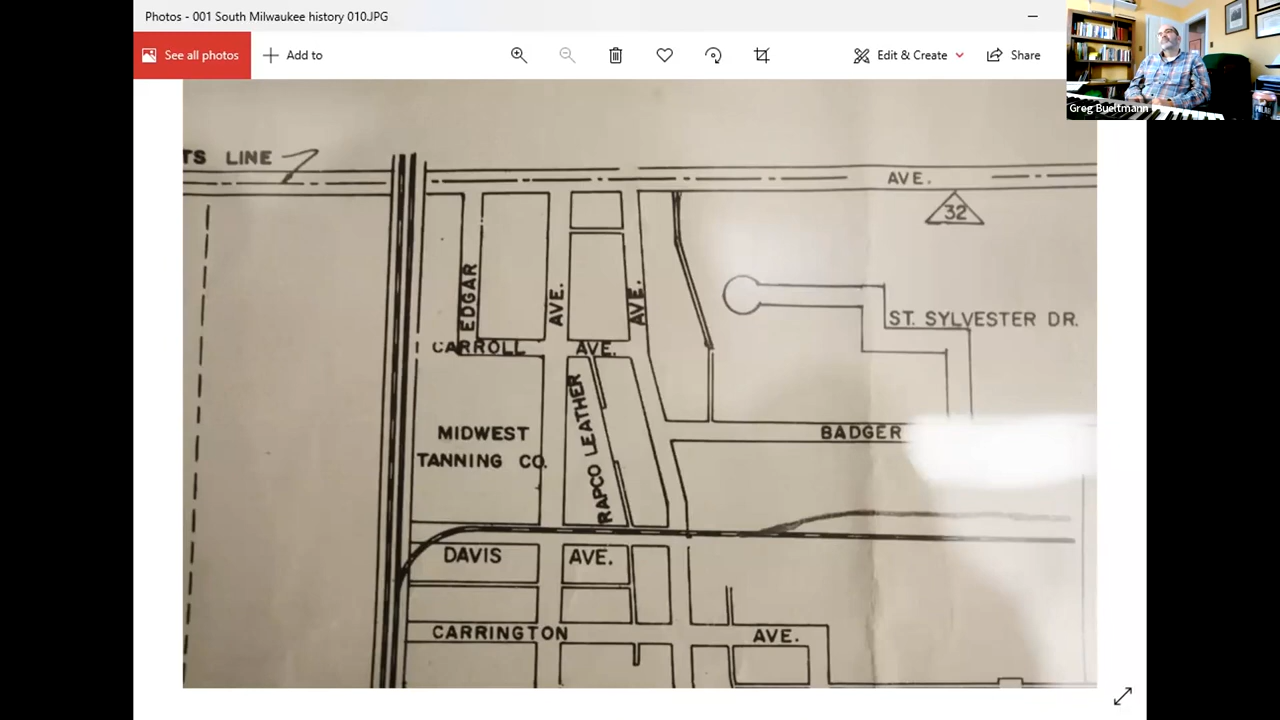 Photos - 001 South Milwaukee history 010.JPG
See all photos
Add to
Edit & Create
Share
Greg Bueltmann
TS LINE
AVE.
32
EDGAR
AVE.
AVE.
ST. SYLVESTER DR.
CARROLL AVE.
RAPCO LEATHER
MIDWEST
TANNING CO.
BADGER
DAVIS AVE.
CARRINGTON AVE.